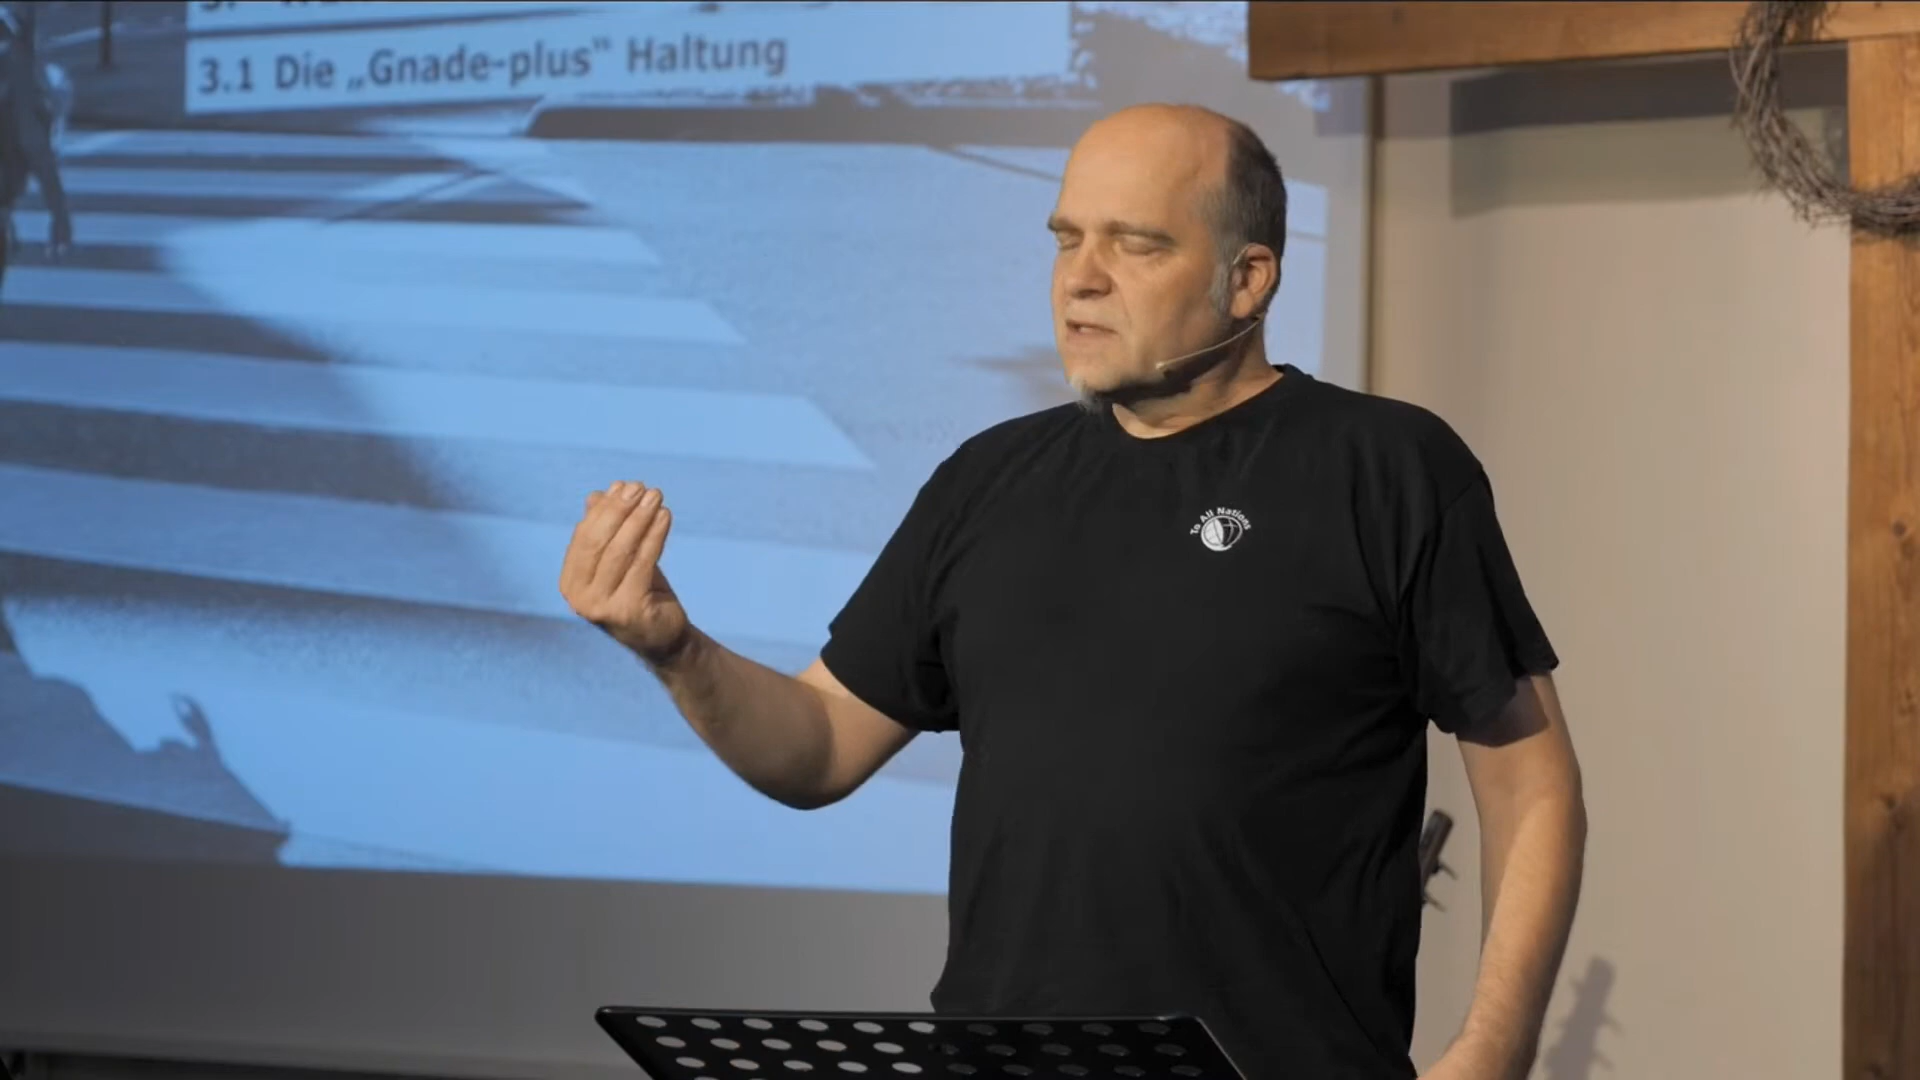 3.1 Die „Gnade-plus“ Haltung
To All Nations